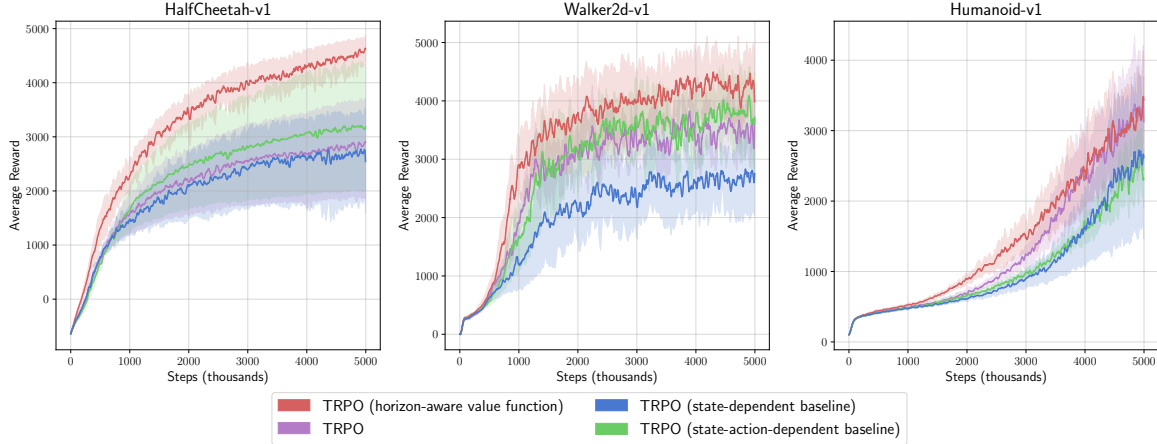 HalfCheetah-v1
Walker2d-v1
Humanoid-v1
Average Reward
5000
4000
3000
2000
1000
0
0
1000
2000
3000
4000
5000
Steps (thousands)
Average Reward
5000
4000
3000
2000
1000
0
0
1000
2000
3000
4000
5000
Steps (thousands)
Average Reward
4000
3000
2000
1000
0
0
1000
2000
3000
4000
5000
Steps (thousands)
TRPO (horizon-aware value function)
TRPO
TRPO (state-dependent baseline)
TRPO (state-action-dependent baseline)